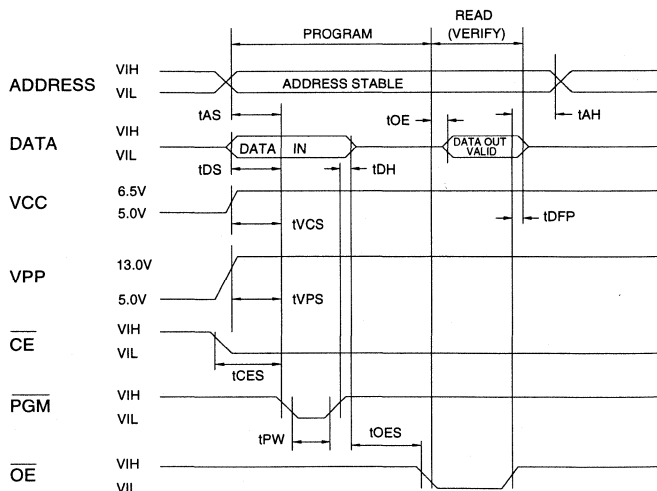 PROGRAM
READ
(VERIFY)
ADDRESS
VIH
VIL
ADDRESS STABLE
tAS
tOE
tAH
DATA
VIH
VIL
DATA IN
DATA OUT
VALID
tDS
tDH
VCC
6.5V
5.0V
tVCS
tDFP
VPP
13.0V
5.0V
tVPS
CE
VIH
VIL
tCES
PGM
VIH
VIL
tPW
tOES
OE
VIH
VIL